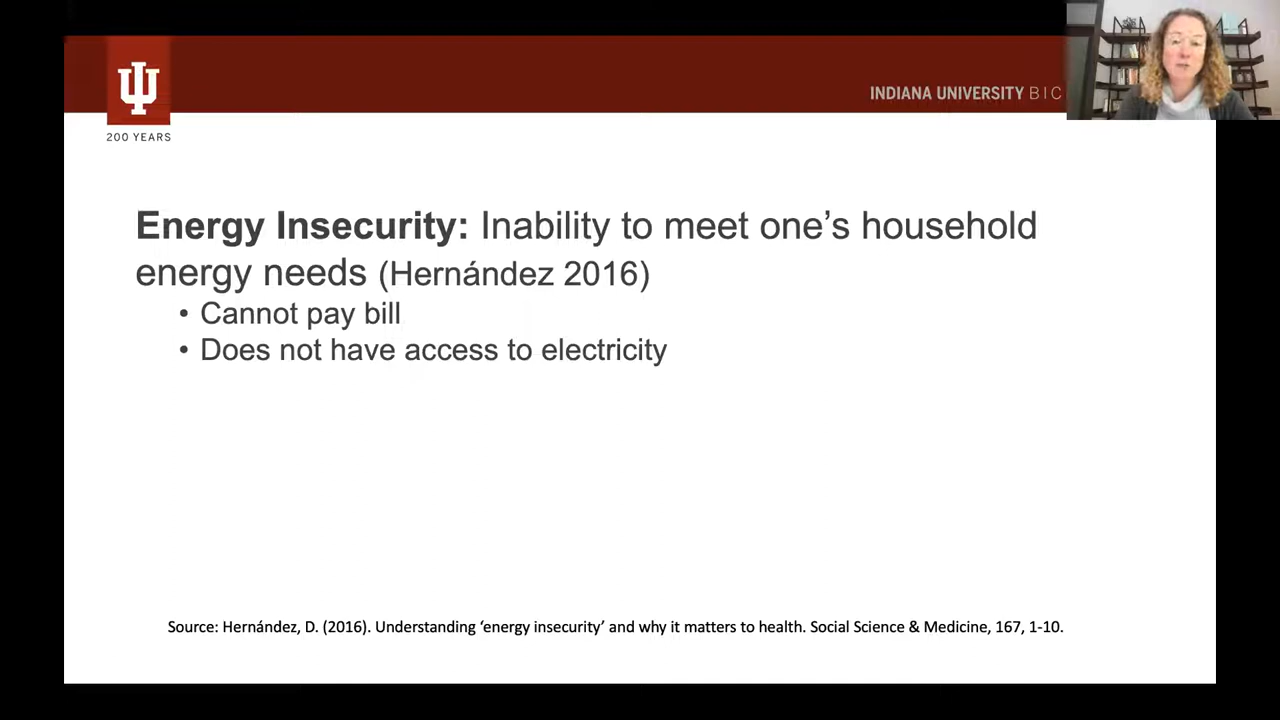 INDIANA UNIVERSITY BIC
200 YEARS
Energy Insecurity: Inability to meet one’s household
energy needs (Hernández 2016)
• Cannot pay bill
• Does not have access to electricity
Source: Hernández, D. (2016). Understanding ‘energy insecurity’ and why it matters to health. Social Science & Medicine, 167, 1-10.